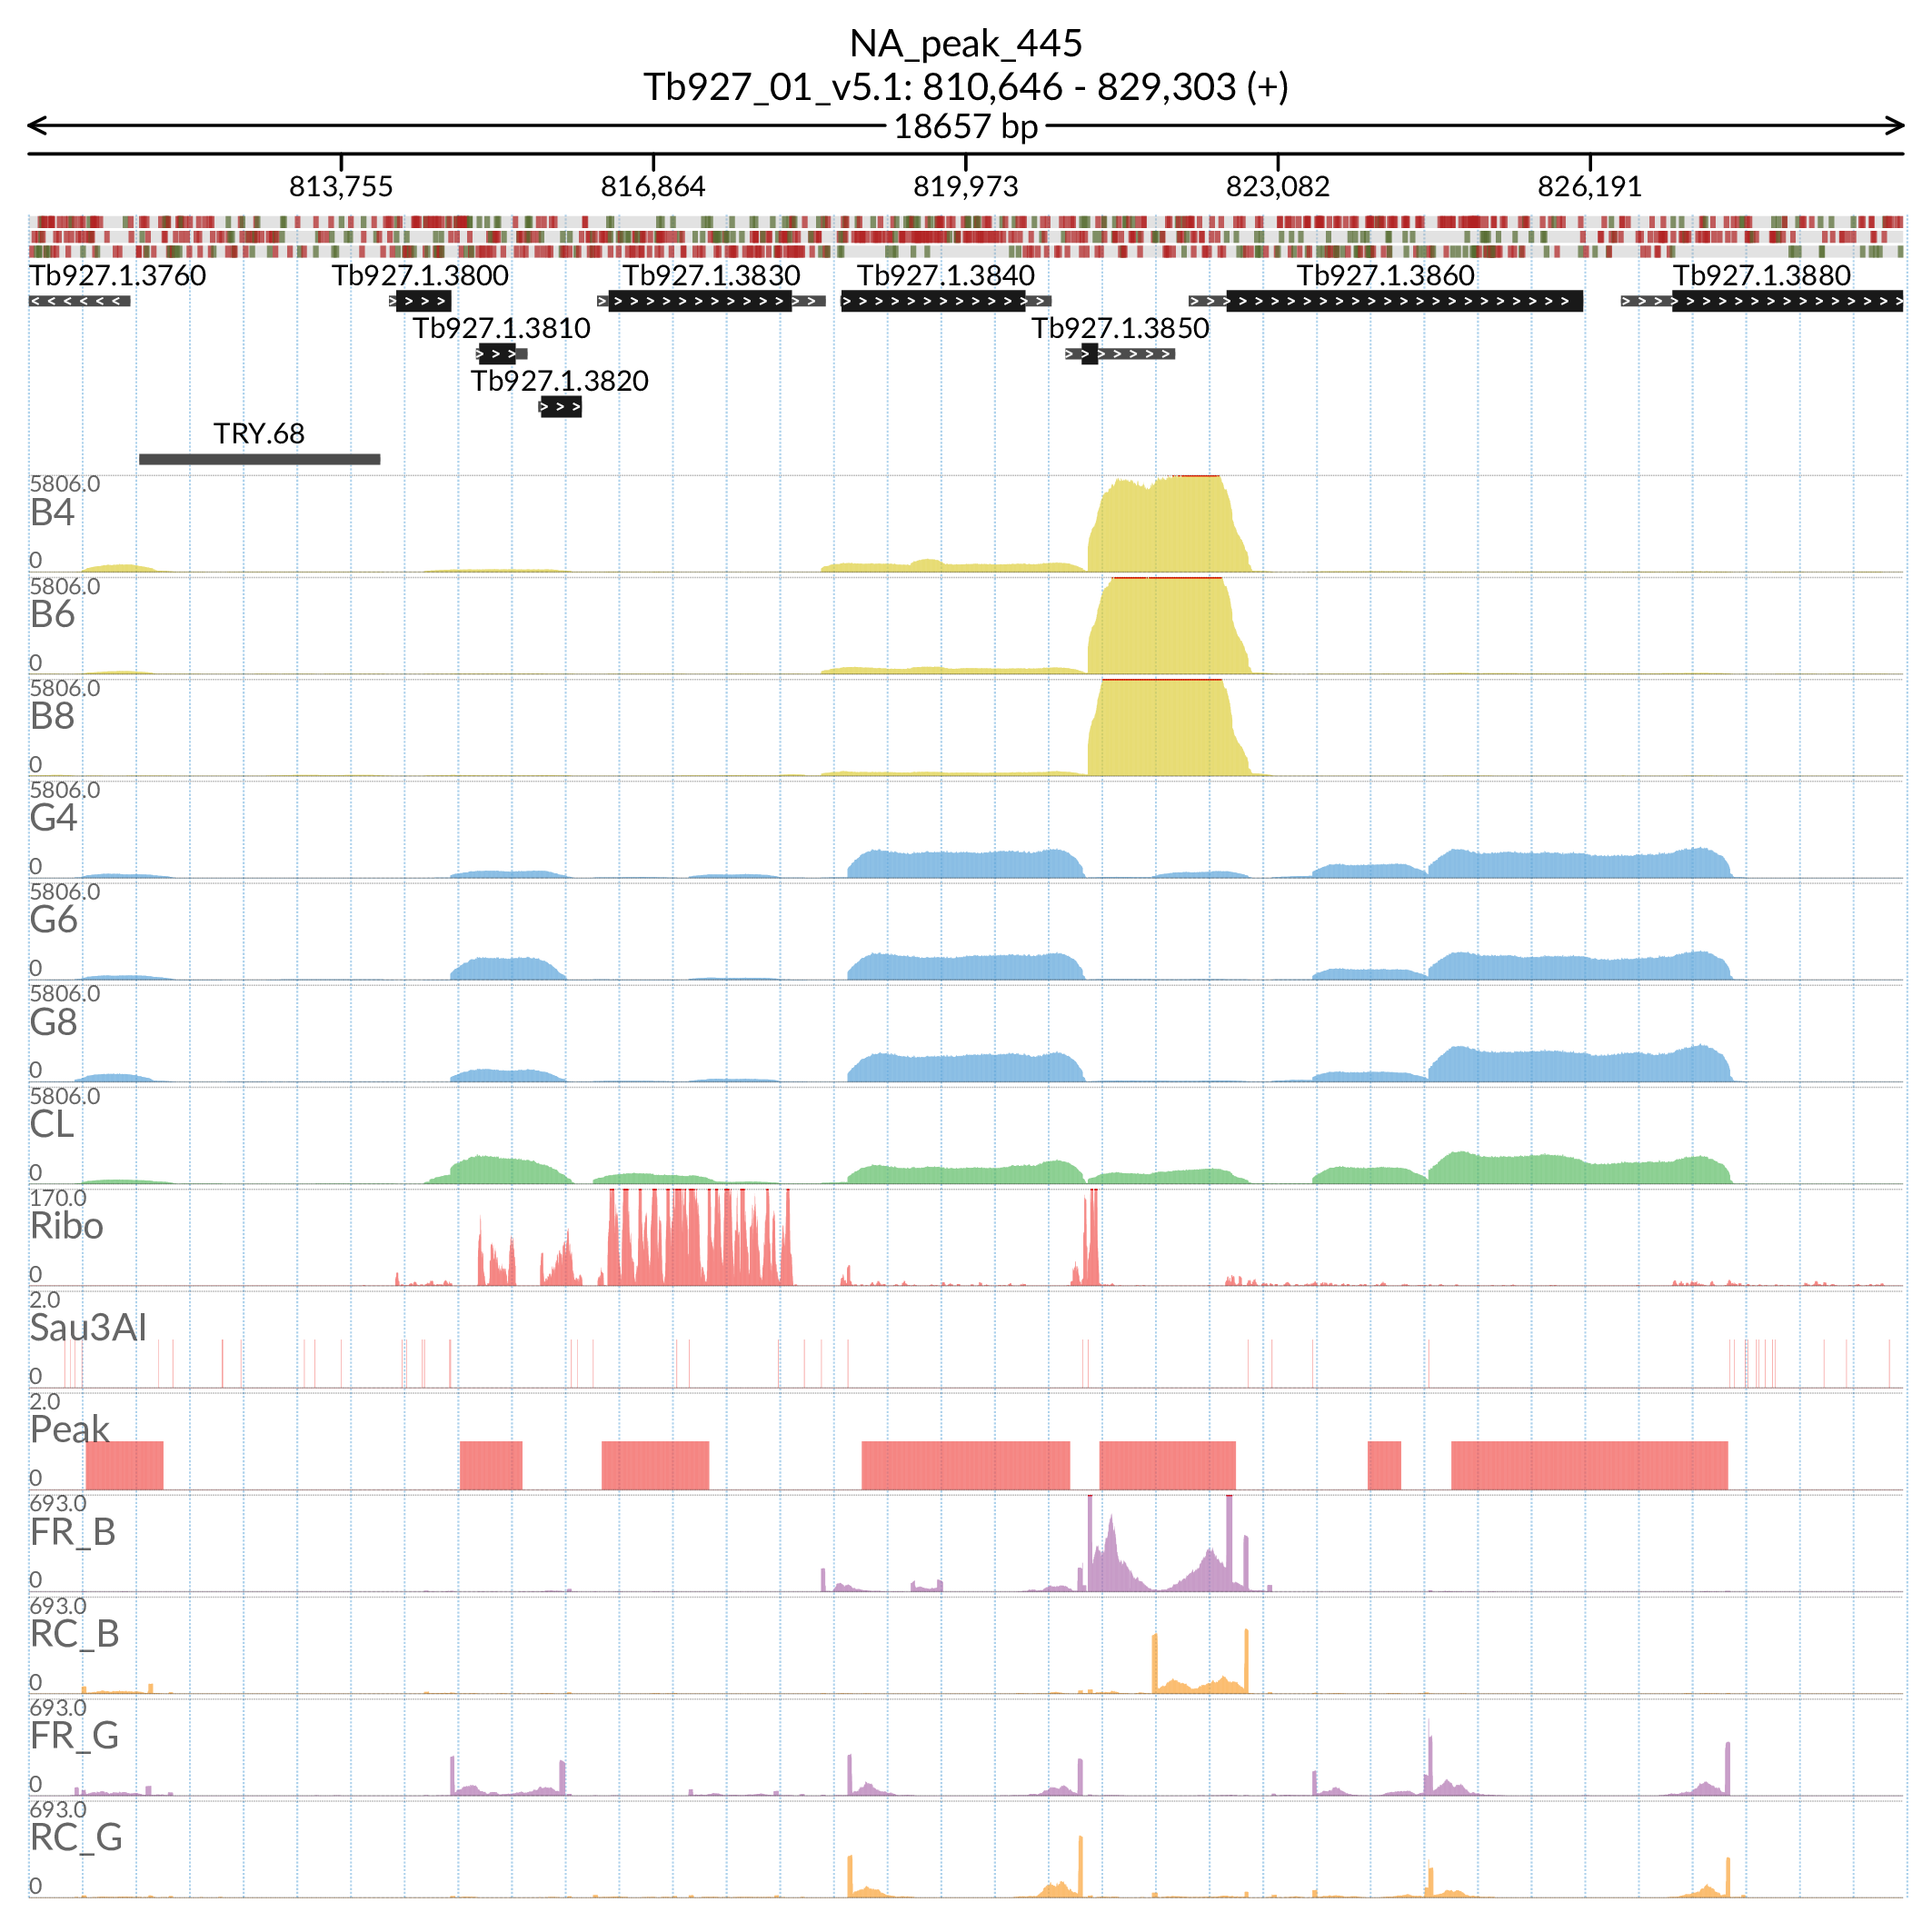 NA_peak_445
Tb927_01_v5.1: 810,646 - 829,303 (+)
18657 bp
813,755 816,864 819,973 823,082 826,191
Tb927.1.3760 Tb927.1.3800 Tb927.1.3830 Tb927.1.3840 Tb927.1.3860 Tb927.1.3880
Tb927.1.3810 Tb927.1.3850
Tb927.1.3820
TRY.68
5806.0
B4
0
5806.0
B6
0
5806.0
B8
0
5806.0
G4
0
5806.0
G6
0
5806.0
G8
0
5806.0
CL
0
170.0
Ribo
0
2.0
Sau3AI
0
2.0
Peak
0
693.0
FR_B
0
693.0
RC_B
0
693.0
FR_G
0
693.0
RC_G
0